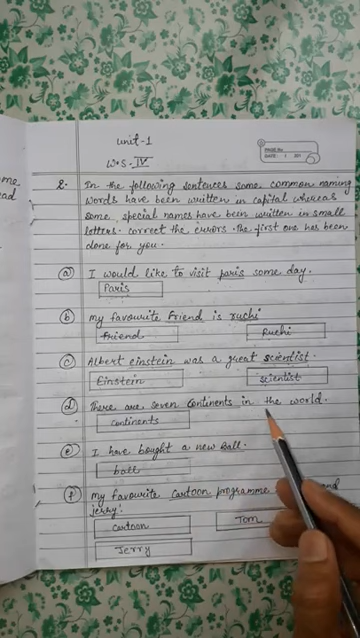 Unit-1
W.S.-IV
PAGE No.
DATE:
2. In the following sentences some common naming
words have been written in capital whereas
some special names have been written in small
letters. correct the errors. The first one has been
done for you.
(a) I would like to visit paris some day.
Paris
(b) My favourite Friend is ruchi
Friend Ruchi
(c) Albert einstein was a great scientist.
Einstein scientist
(d) There are seven Continents in the world.
continents
(e) I have bought a new Ball.
ball
(f) My favourite Cartoon programme and
jerry!
cartoon Tom
Jerry